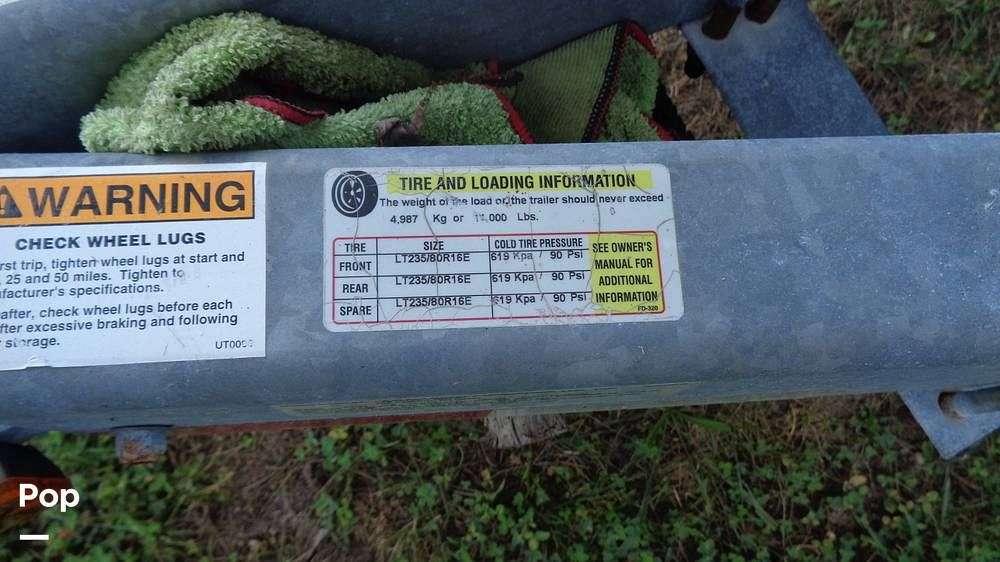 WARNING
CHECK WHEEL LUGS
rst trip, tighten wheel lugs at start and
, 25 and 50 miles. Tighten to
ufacturer's specifications.
eafter, check wheel lugs before each
fter excessive braking and following
storage.
UT009
TIRE AND LOADING INFORMATION
The weight of the load on the trailer should never exceed
4,987 Kg or 11,000 Lbs.
TIRE SIZE COLD TIRE PRESSURE
FRONT LT235/80R16E 619 Kpa / 90 Psi
REAR LT235/80R16E 619 Kpa / 90 Psi
SPARE LT235/80R16E 619 Kpa / 90 Psi
SEE OWNER'S
MANUAL FOR
ADDITIONAL
INFORMATION
FD-320
Pop